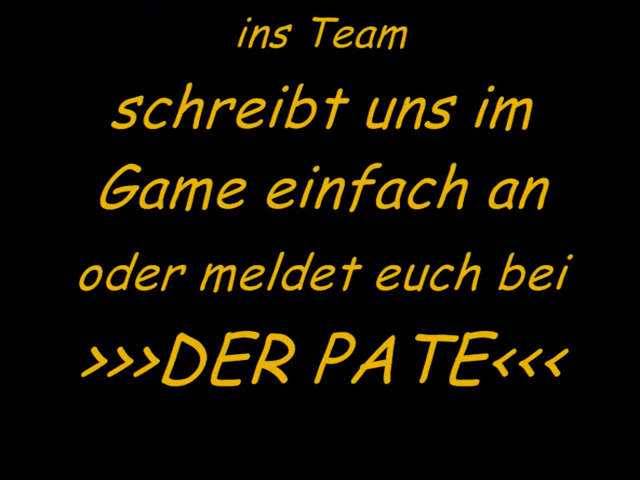 ins Team
schreibt uns im
Game einfach an
oder meldet euch bei
>>>DER PATE<<<